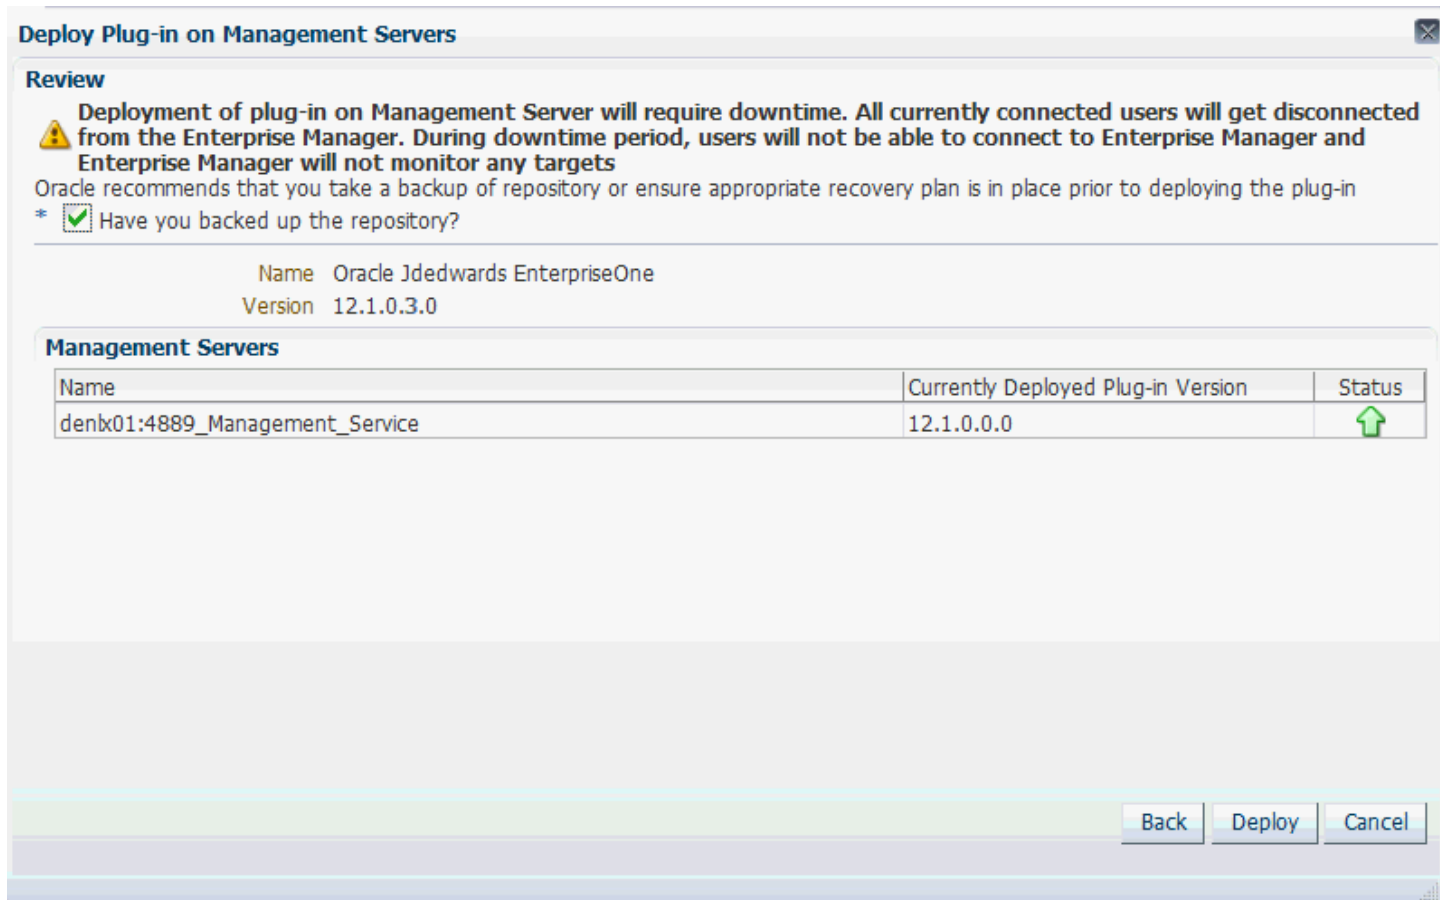 Deploy Plug-in on Management Servers
Review
Deployment of plug-in on Management Server will require downtime. All currently connected users will get disconnected
from the Enterprise Manager. During downtime period, users will not be able to connect to Enterprise Manager and
Enterprise Manager will not monitor any targets
Oracle recommends that you take a backup of repository or ensure appropriate recovery plan is in place prior to deploying the plug-in
* Have you backed up the repository?
Name Oracle Jdedwards EnterpriseOne
Version 12.1.0.3.0
Management Servers
Name Currently Deployed Plug-in Version Status
denlx01:4889_Management_Service 12.1.0.0.0
Back Deploy Cancel